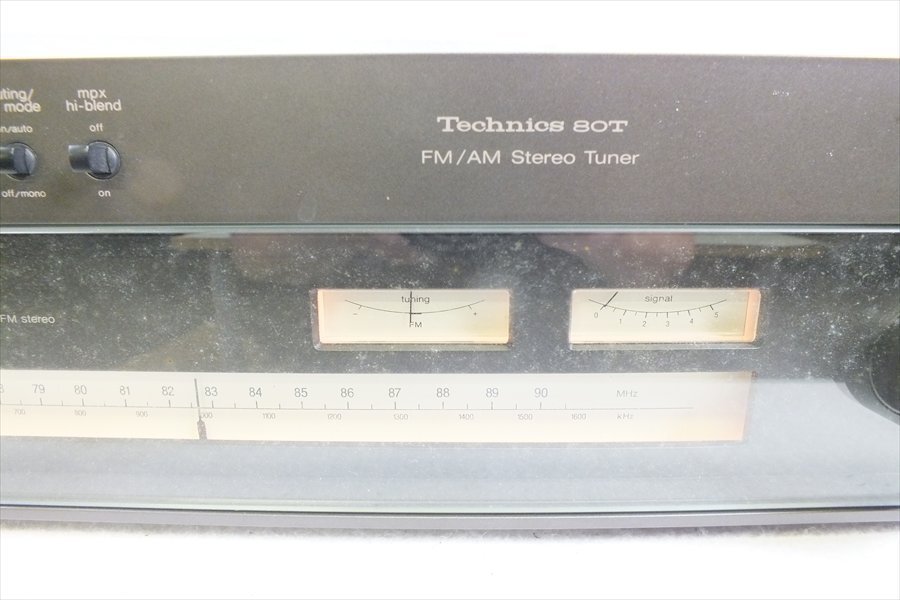 mpx
mode hi-blend
off
off/mono on
Technics 80T
FM/AM Stereo Tuner
tuning
- +
FM
signal
0 1 2 3 4 5
FM stereo
79 80 81 82 83 84 85 86 87 88 89 90 MHz
700 800 900 1000 1100 1200 1300 1400 1500 1600 kHz